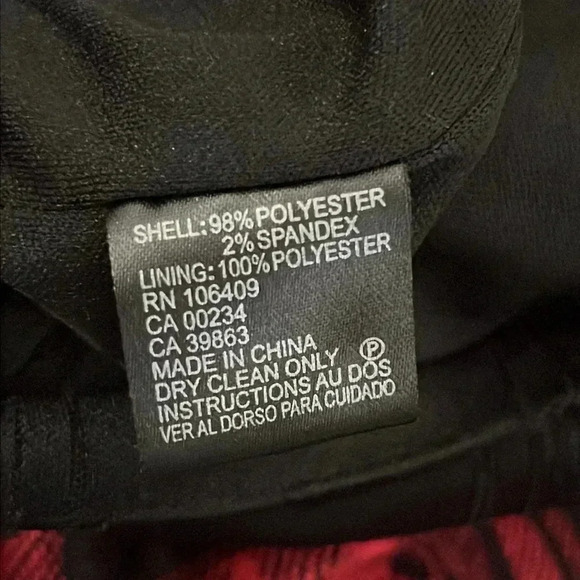 SHELL: 98% POLYESTER
2% SPANDEX
LINING: 100% POLYESTER
RN 106409
CA 00234
CA 39863
MADE IN CHINA
DRY CLEAN ONLY Ⓟ
INSTRUCTIONS AU DOS
VER AL DORSO PARA CUIDADO